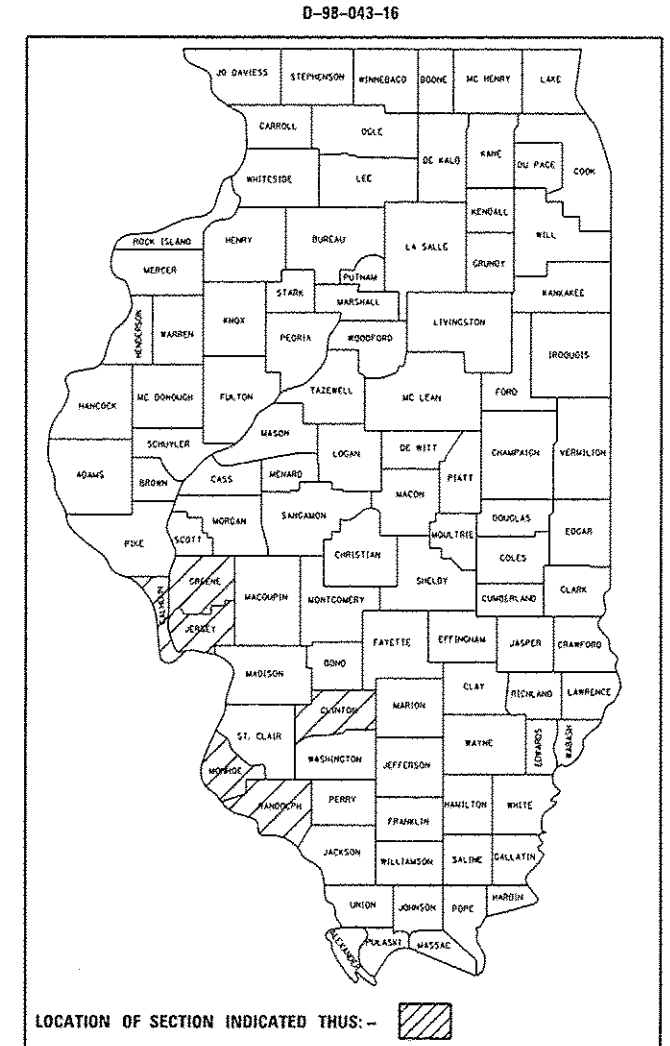 D-98-043-16
JO DAVIESS STEPHENSON WINNEBAGO BOONE MC HENRY LAKE
CARROLL OGLE
DE KALB KANE DU PAGE COOK
WHITESIDE LEE
KENDALL WILL
ROCK ISLAND HENRY BUREAU LA SALLE
GRUNDY
MERCER PUTNAM
STARK MARSHALL KANKAKEE
HENDERSON WARREN KNOX PEORIA WOODFORD LIVINGSTON
IROQUOIS
HANCOCK MC DONOUGH FULTON TAZEWELL MC LEAN FORD
MASON
SCHUYLER LOGAN DE WITT CHAMPAIGN VERMILION
ADAMS BROWN CASS MENARD PIATT
MACON
PIKE SCOTT MORGAN SANGAMON CHRISTIAN MOULTRIE DOUGLAS EDGAR
COLES
CALHOUN GREENE MACOUPIN MONTGOMERY SHELBY CUMBERLAND CLARK
JERSEY
FAYETTE EFFINGHAM JASPER CRAWFORD
MADISON BOND
CLAY RICHLAND LAWRENCE
CLINTON MARION
ST. CLAIR WAYNE EDWARDS WABASH
WASHINGTON JEFFERSON
MONROE
RANDOLPH PERRY HAMILTON WHITE
FRANKLIN
JACKSON WILLIAMSON SALINE GALLATIN
UNION JOHNSON POPE HARDIN
ALEXANDER PULASKI MASSAC
LOCATION OF SECTION INDICATED THUS: -